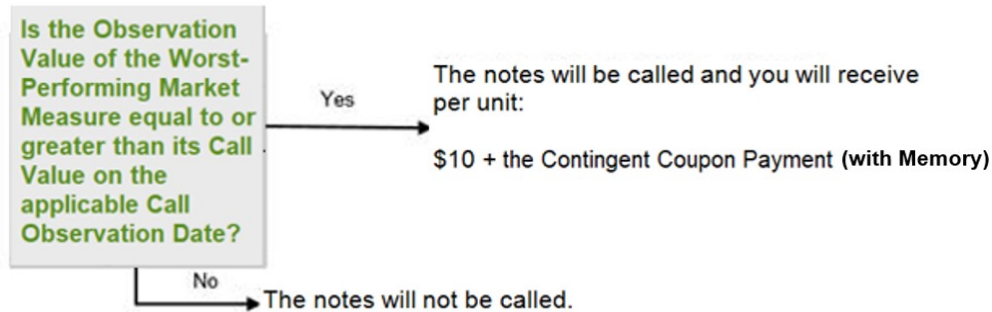 Is the Observation
Value of the Worst-
Performing Market
Measure equal to or
greater than its Call
Value on the
applicable Call
Observation Date?
Yes
The notes will be called and you will receive
per unit:
$10 + the Contingent Coupon Payment (with Memory)
No
The notes will not be called.